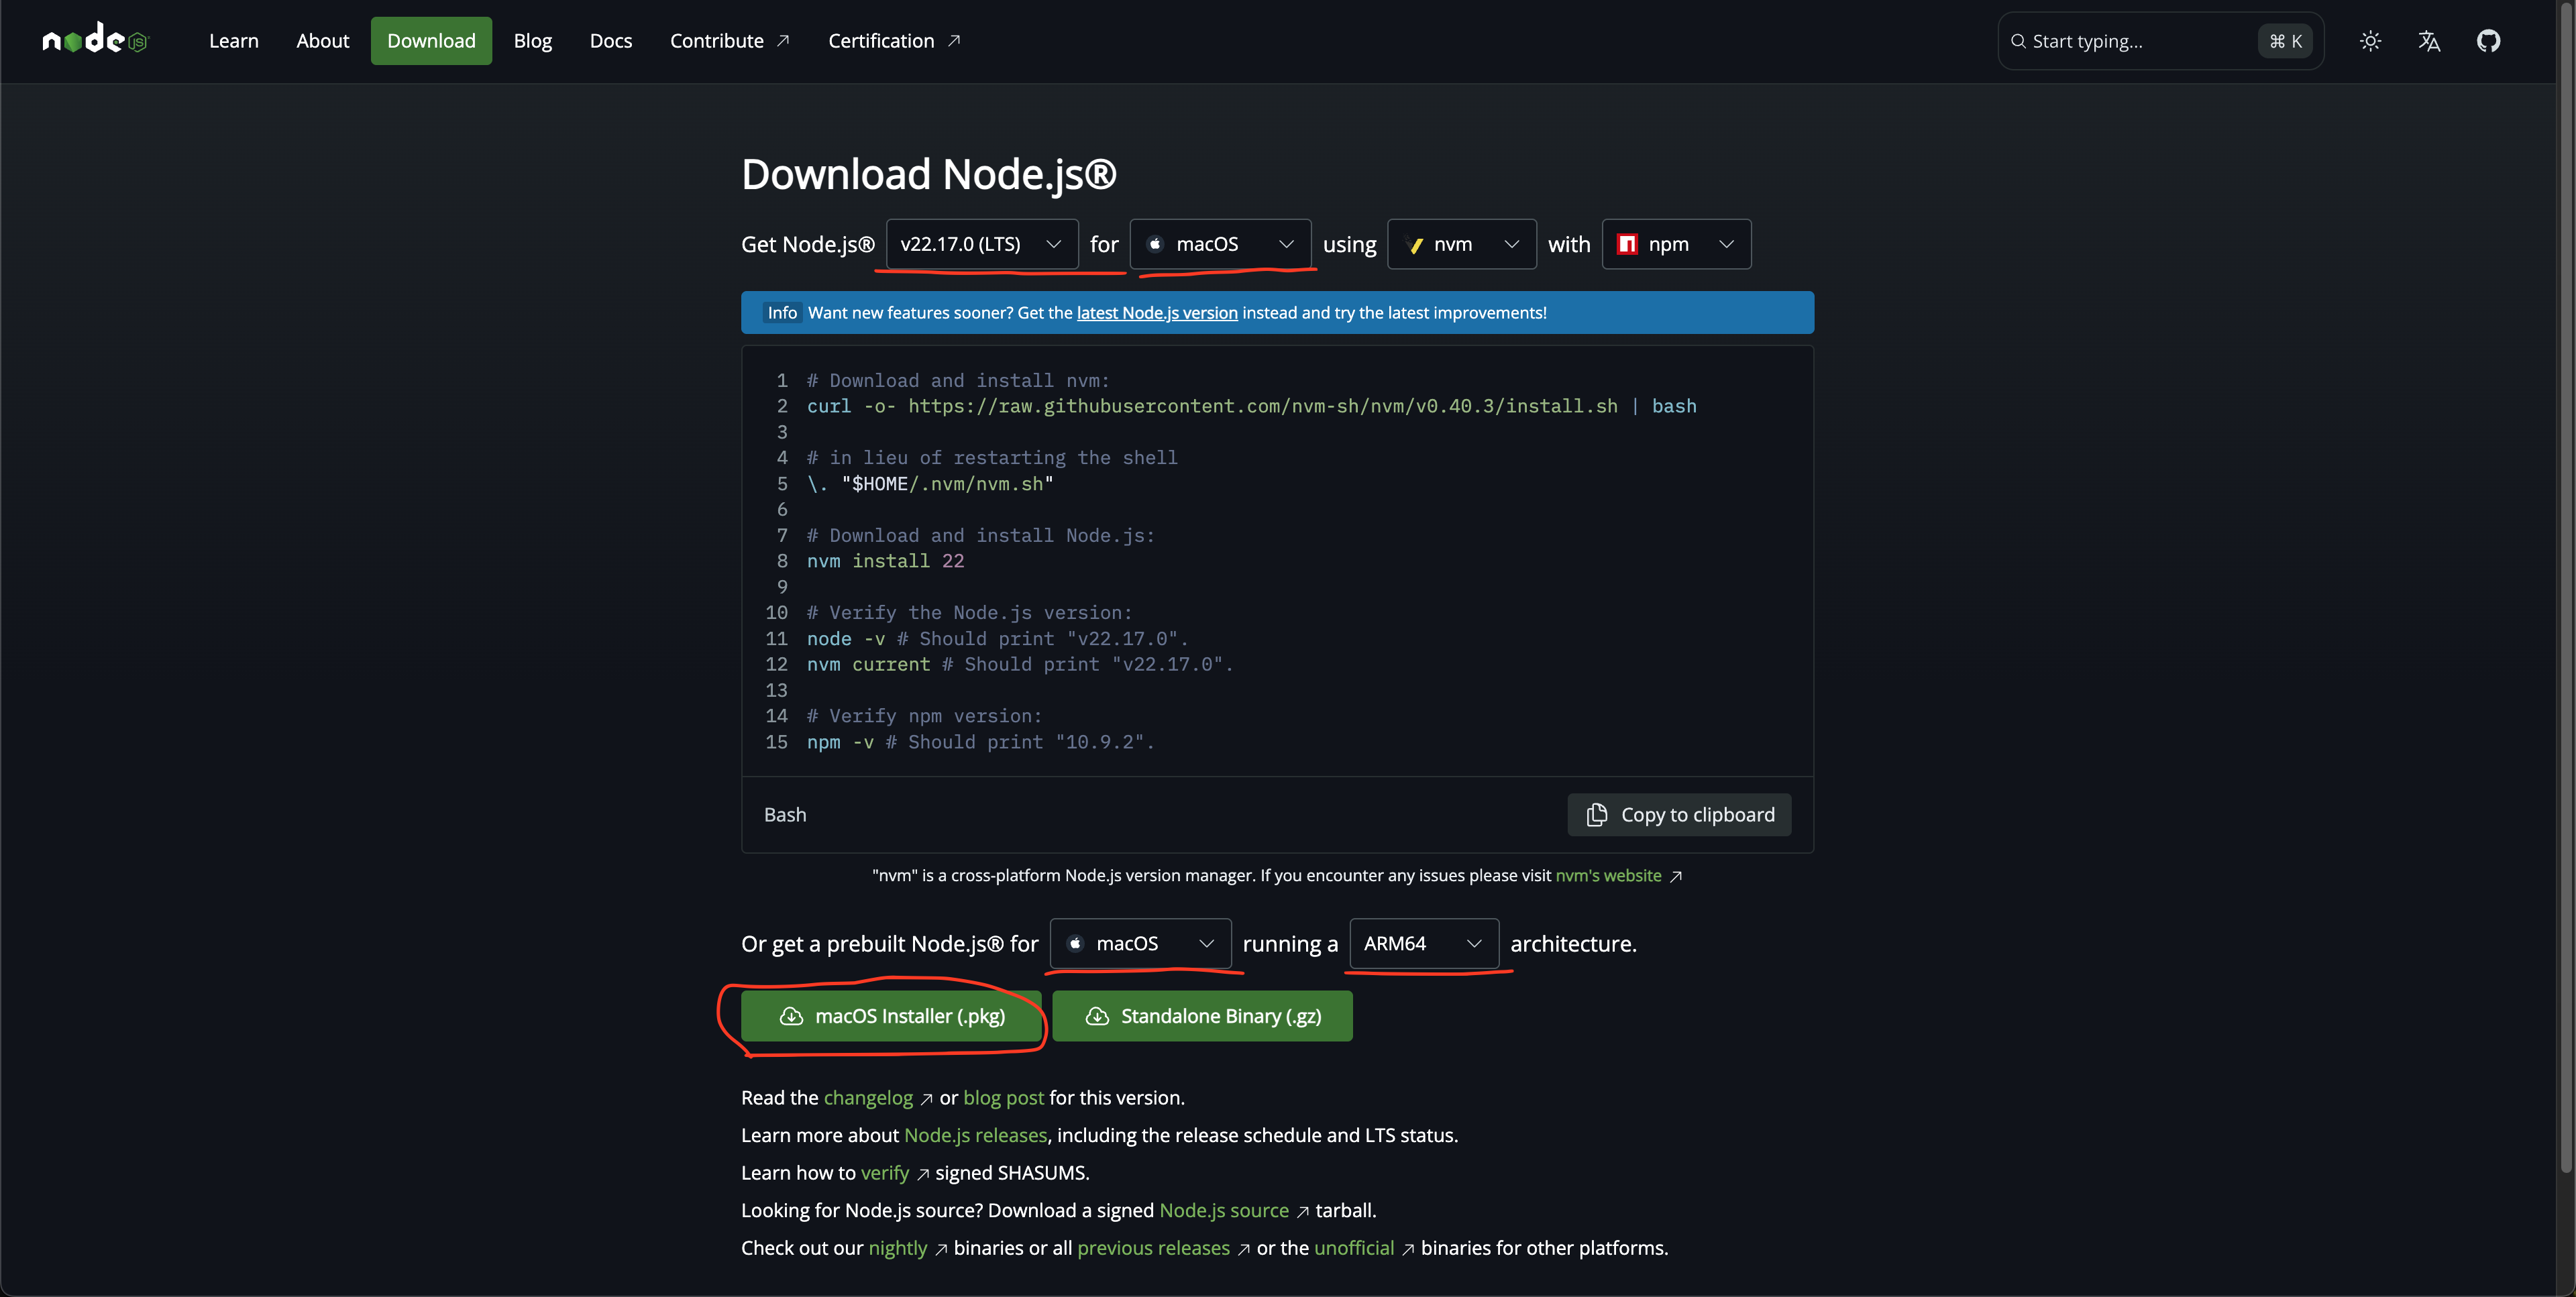 node JS
Learn About Download Blog Docs Contribute ↗ Certification ↗ Start typing... ⌘ K
Download Node.js®
Get Node.js® v22.17.0 (LTS) for macOS using nvm with npm
Info Want new features sooner? Get the latest Node.js version instead and try the latest improvements!
1 # Download and install nvm:
2 curl -o- https://raw.githubusercontent.com/nvm-sh/nvm/v0.40.3/install.sh | bash
3
4 # in lieu of restarting the shell
5 \. "$HOME/.nvm/nvm.sh"
6
7 # Download and install Node.js:
8 nvm install 22
9
10 # Verify the Node.js version:
11 node -v # Should print "v22.17.0".
12 nvm current # Should print "v22.17.0".
13
14 # Verify npm version:
15 npm -v # Should print "10.9.2".
Bash Copy to clipboard
"nvm" is a cross-platform Node.js version manager. If you encounter any issues please visit nvm's website ↗
Or get a prebuilt Node.js® for macOS running a ARM64 architecture.
macOS Installer (.pkg) Standalone Binary (.gz)
Read the changelog ↗ or blog post for this version.
Learn more about Node.js releases, including the release schedule and LTS status.
Learn how to verify ↗ signed SHASUMS.
Looking for Node.js source? Download a signed Node.js source ↗ tarball.
Check out our nightly ↗ binaries or all previous releases ↗ or the unofficial ↗ binaries for other platforms.